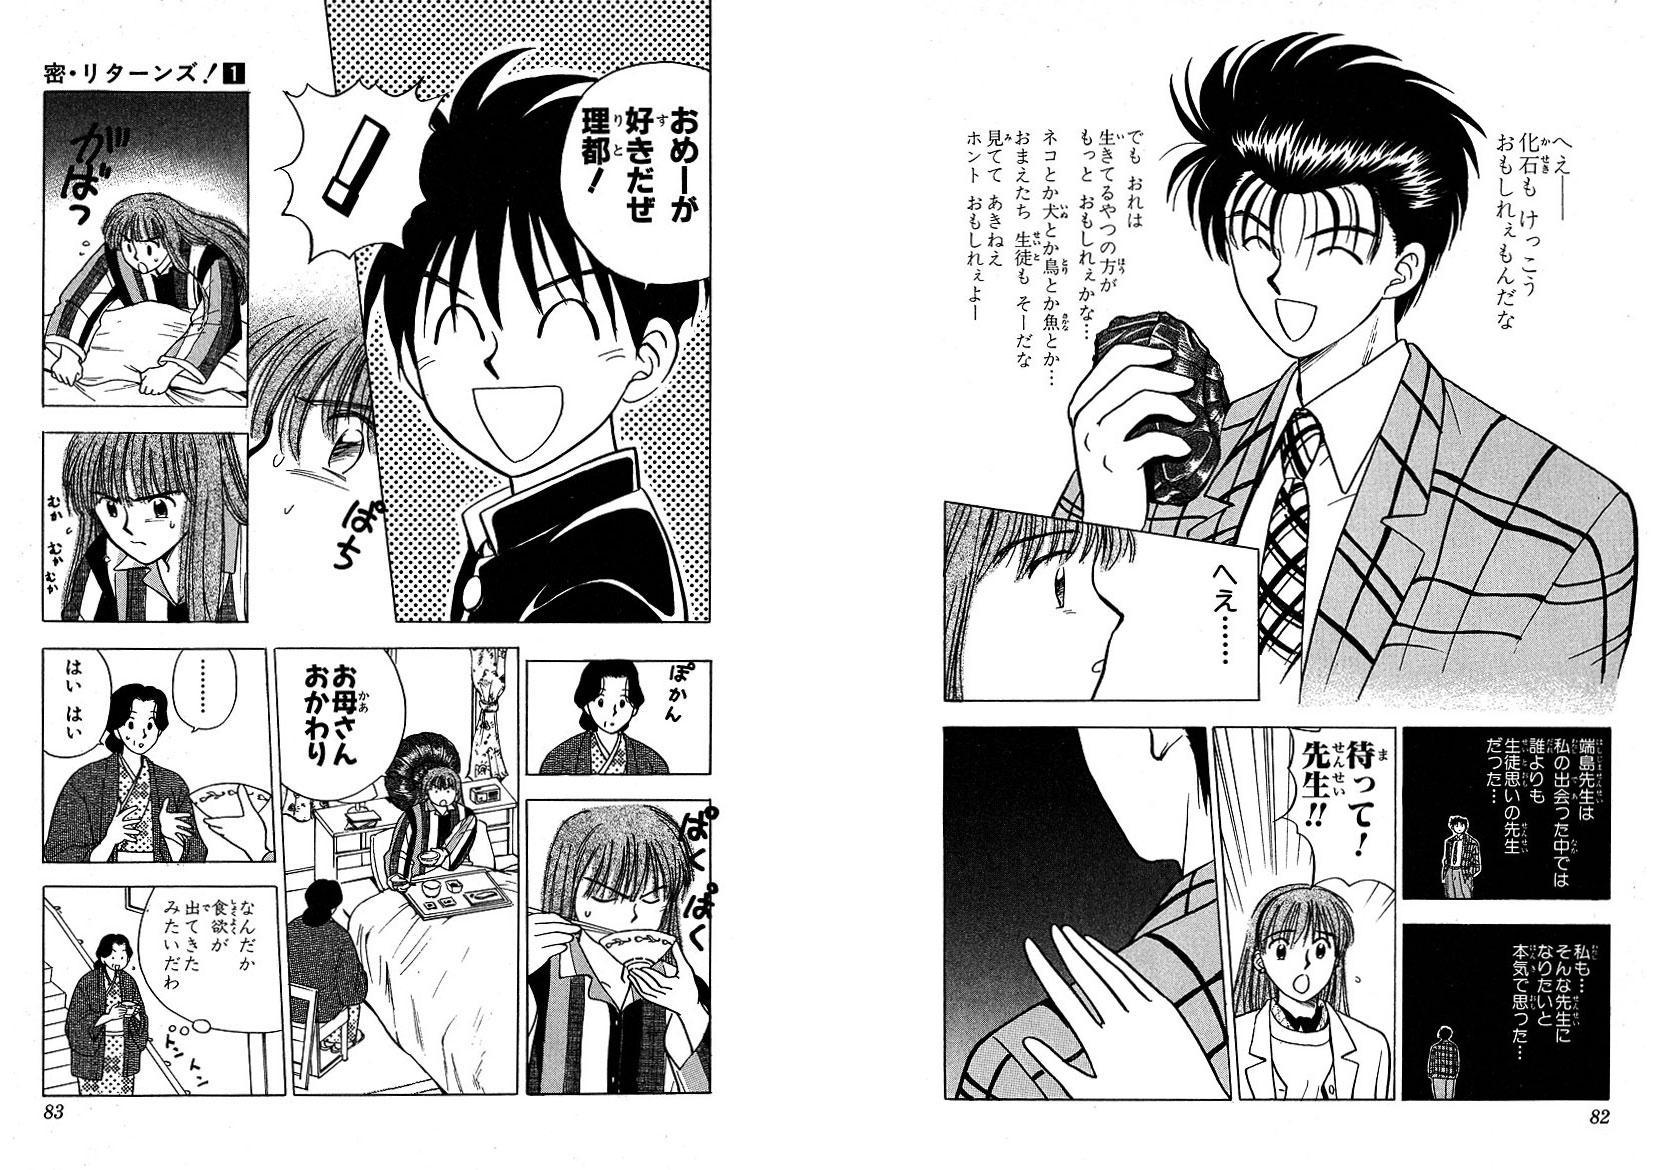 へえ――
化石も けっこう
おもしれぇもんだな
でも おれは
生きてるやつの方が
もっと おもしれぇかな…
ネコとか犬とか鳥とか魚とか…
おまえたち 生徒も そーだな
見てて あきねえ
ホント おもしれぇよー
へえ……
端島先生は
私の出会った中では
誰よりも
生徒思いの先生
だった…
私も…
そんな先生に
なりたいと
本気で思った…
待って!
先生!!
82
密・リターンズ! 1
おめーが
好きだぜ
理都!
!!
ぱち
がばっ
むか
むか
むか
ぽかん
ぱくぱく
お母さん
おかわり
………
はい はい
なんだか
食欲が
出てきた
みたいだわ
トントン
83